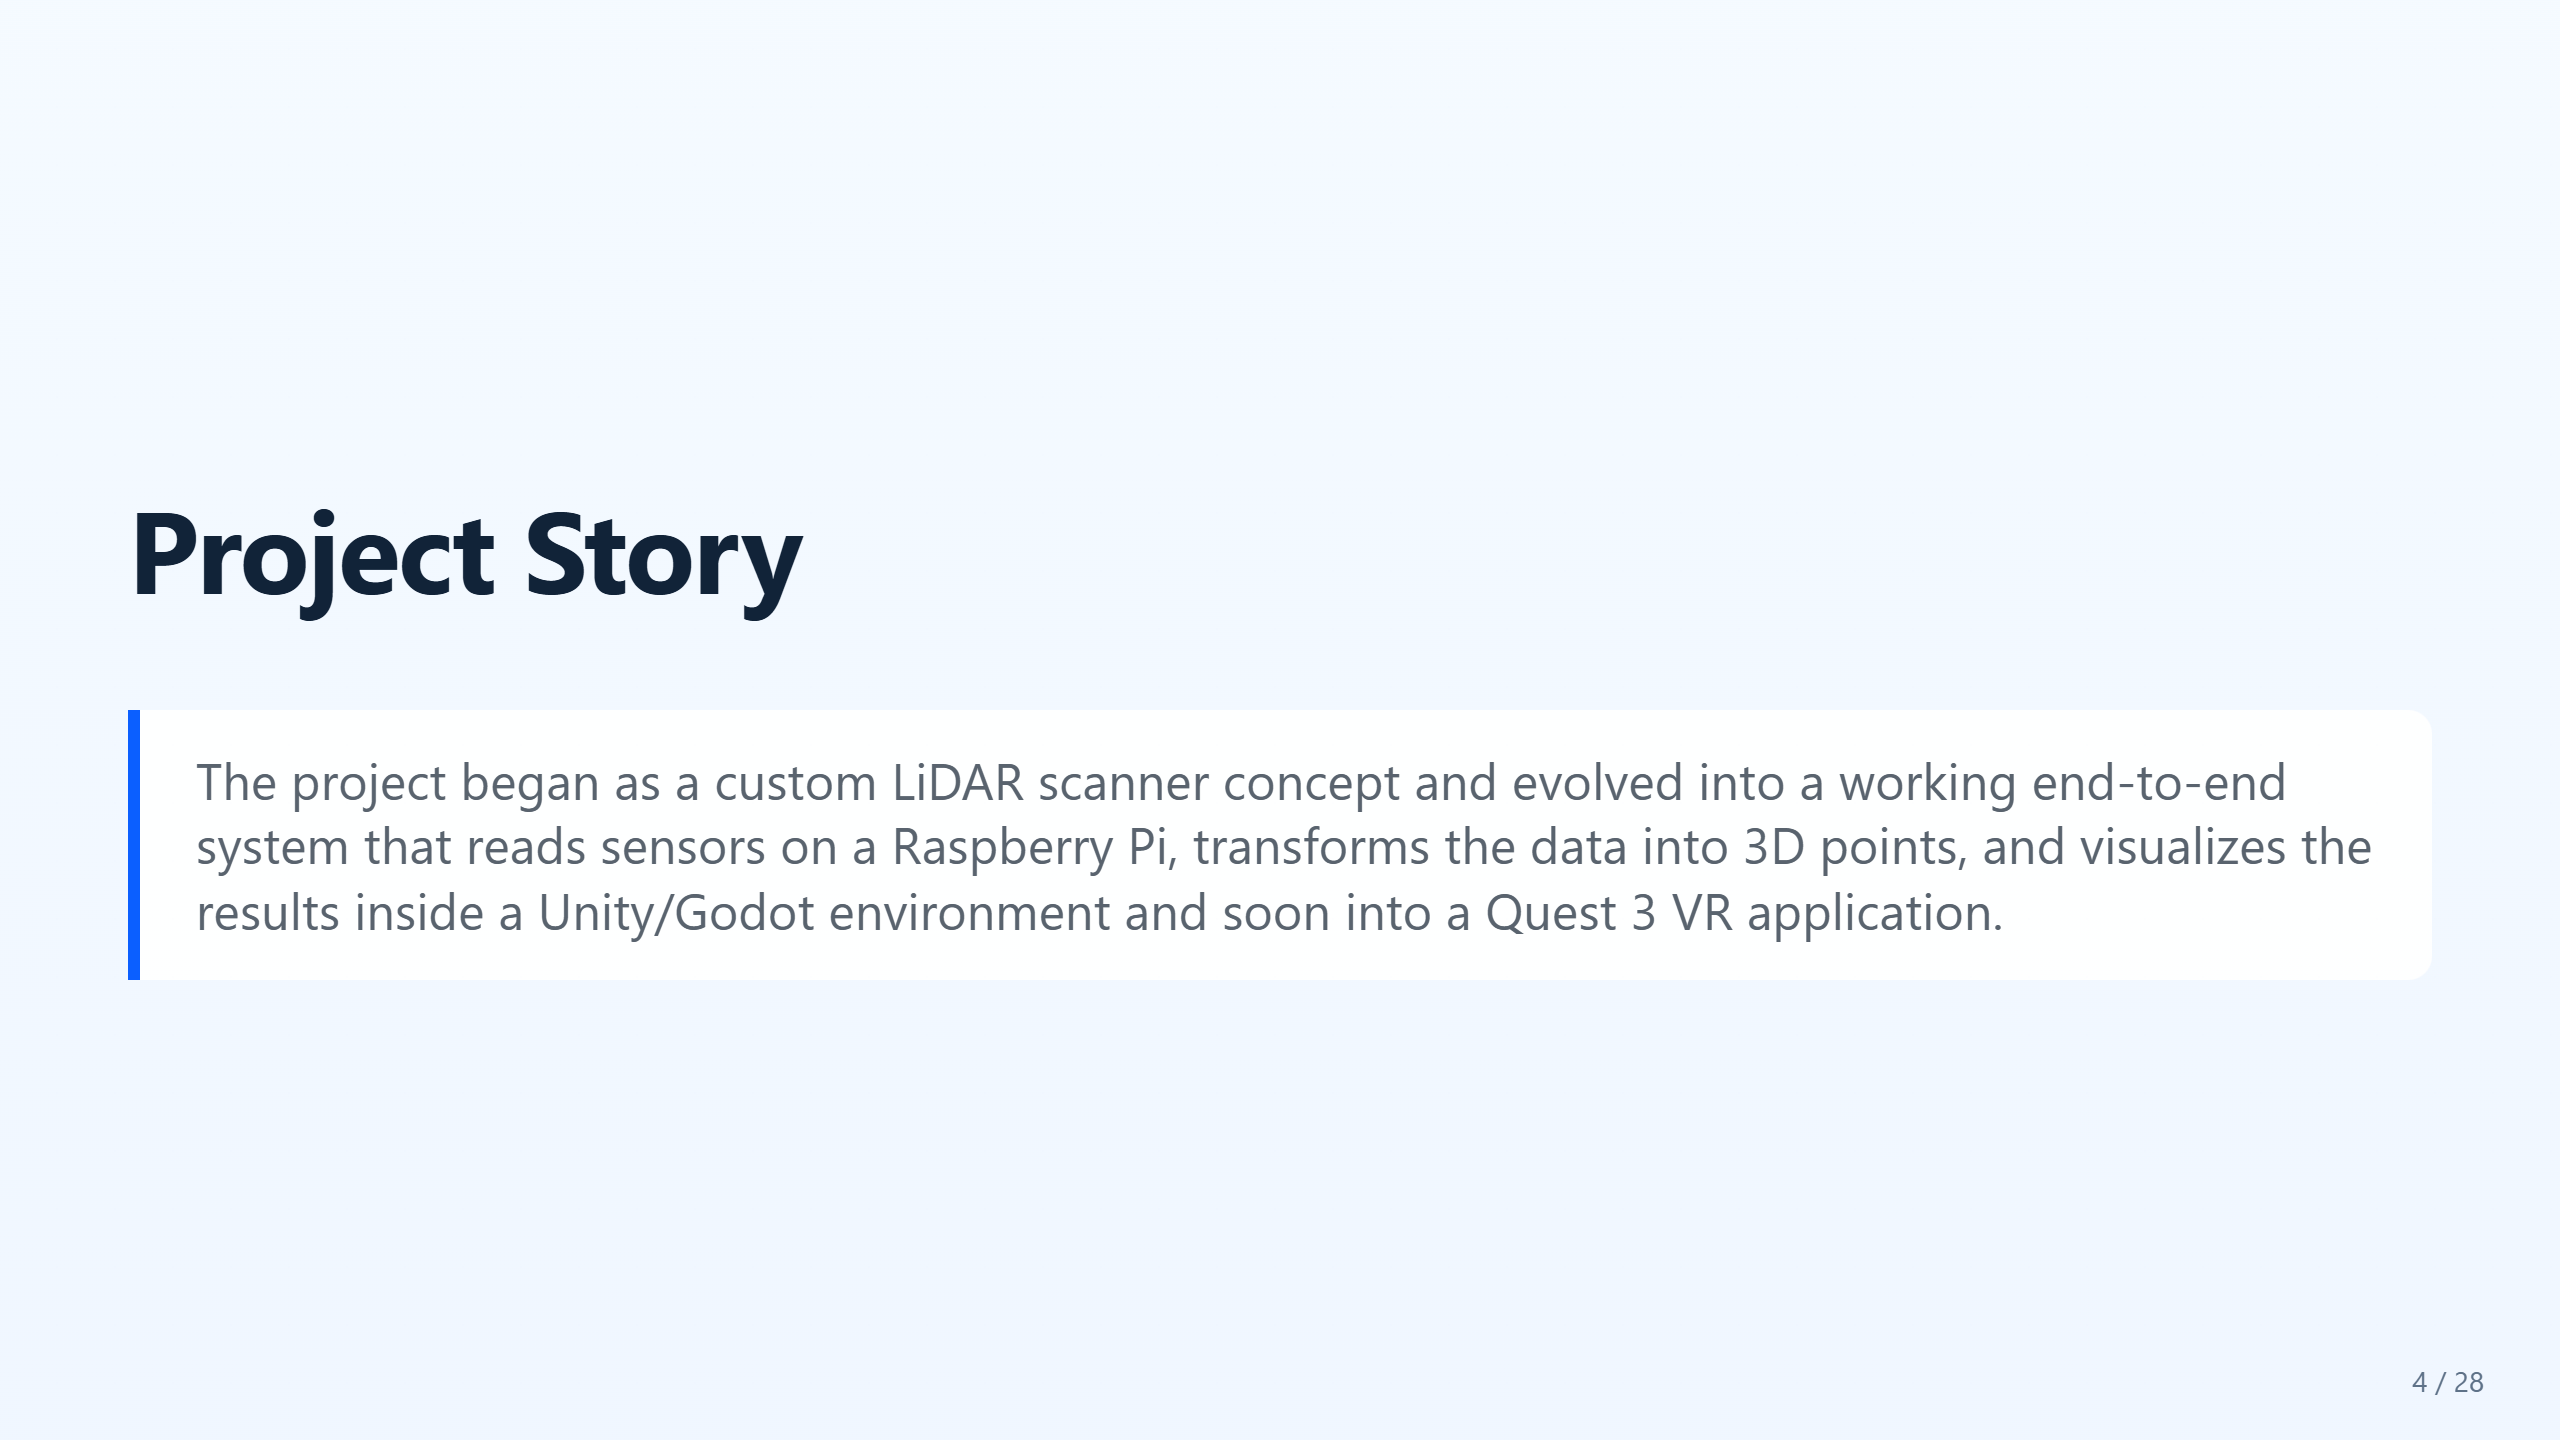 Project Story
The project began as a custom LiDAR scanner concept and evolved into a working end-to-end
system that reads sensors on a Raspberry Pi, transforms the data into 3D points, and visualizes the
results inside a Unity/Godot environment and soon into a Quest 3 VR application.
4 / 28